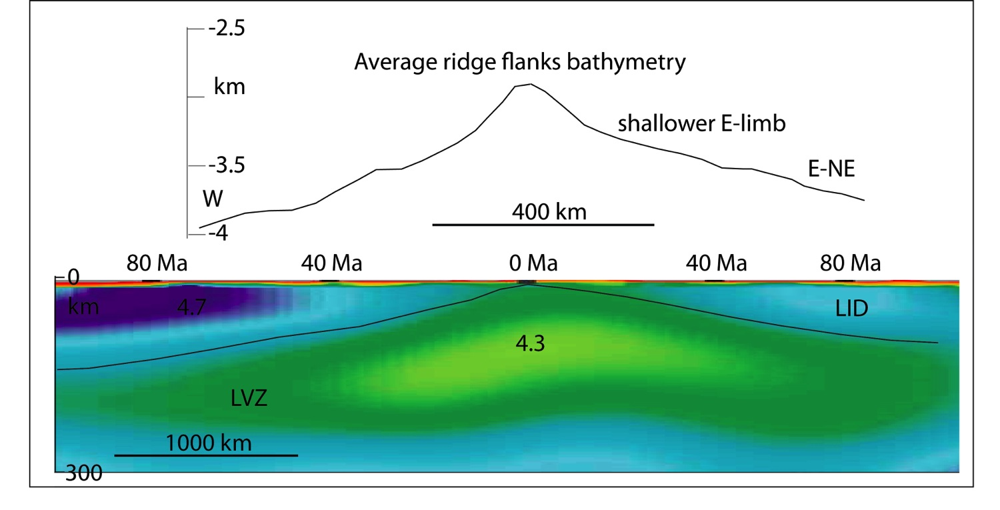 -2.5
Average ridge flanks bathymetry
km
shallower E-limb
-3.5
E-NE
W
400 km
-4
80 Ma 40 Ma 0 Ma 40 Ma 80 Ma
0
km
4.7
LID
4.3
LVZ
1000 km
300